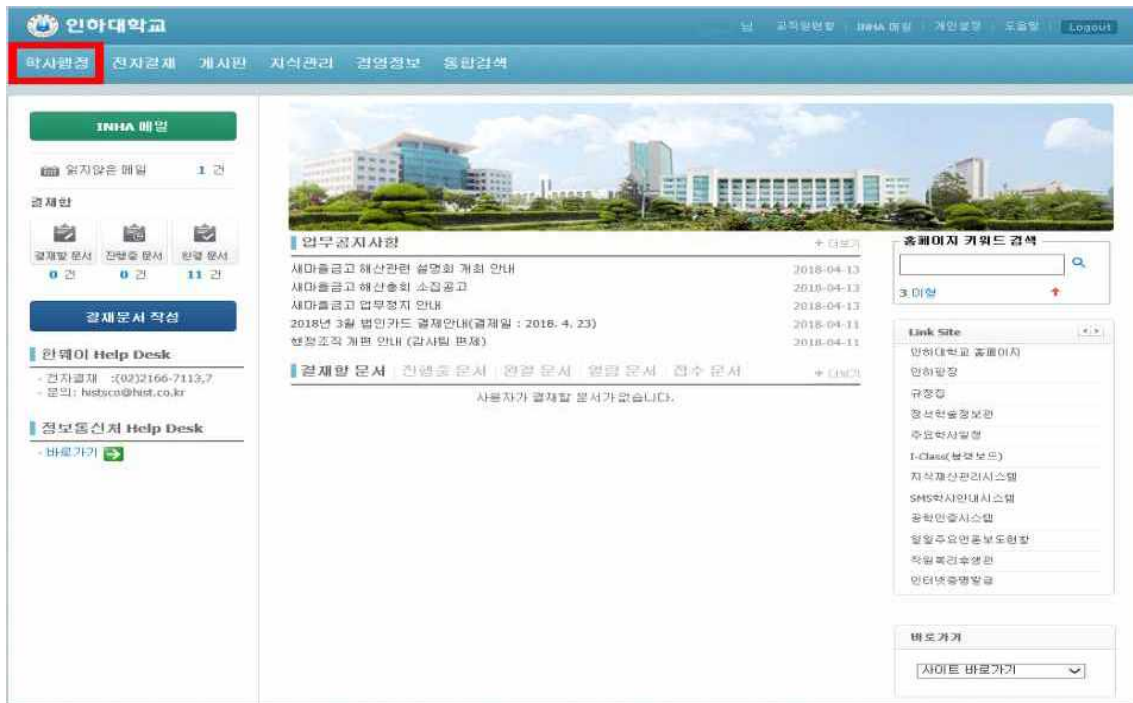 인하대학교
님 교직원현황 INHA 메일 개인설정 도움말 Logout
학사행정 전자결재 게시판 지식관리 경영정보 통합검색
INHA 메일
읽지않은 메일 1 건
결재함
결재할 문서 진행중 문서 완결 문서
0 건 0 건 11 건
결재문서 작성
한웨이 Help Desk
- 전자결재 :(02)2166-7113,7
- 문의: histsco@hist.co.kr
정보통신처 Help Desk
- 바로가기
업무공지사항 + 더보기
새마을금고 해산관련 설명회 개최 안내 2018-04-13
새마을금고 해산총회 소집공고 2018-04-13
새마을금고 업무정지 안내 2018-04-13
2018년 3월 법인카드 결제안내(결제일 : 2018. 4. 23) 2018-04-11
행정조직 개편 안내 (감사팀 편제) 2018-04-11
결재할 문서 진행중 문서 완결 문서 열람 문서 접수 문서 + 더보기
사용자가 결재할 문서가 없습니다.
홈페이지 키워드 검색
3 미형
Link Site
인하대학교 홈페이지
인하광장
규정집
정석학술정보관
주요학사일정
I-Class(블랙보드)
지식재산관리시스템
SMS학사안내시스템
공학인증시스템
일일주요언론보도현황
직원복리후생관
인터넷증명발급
바로가기
사이트 바로가기